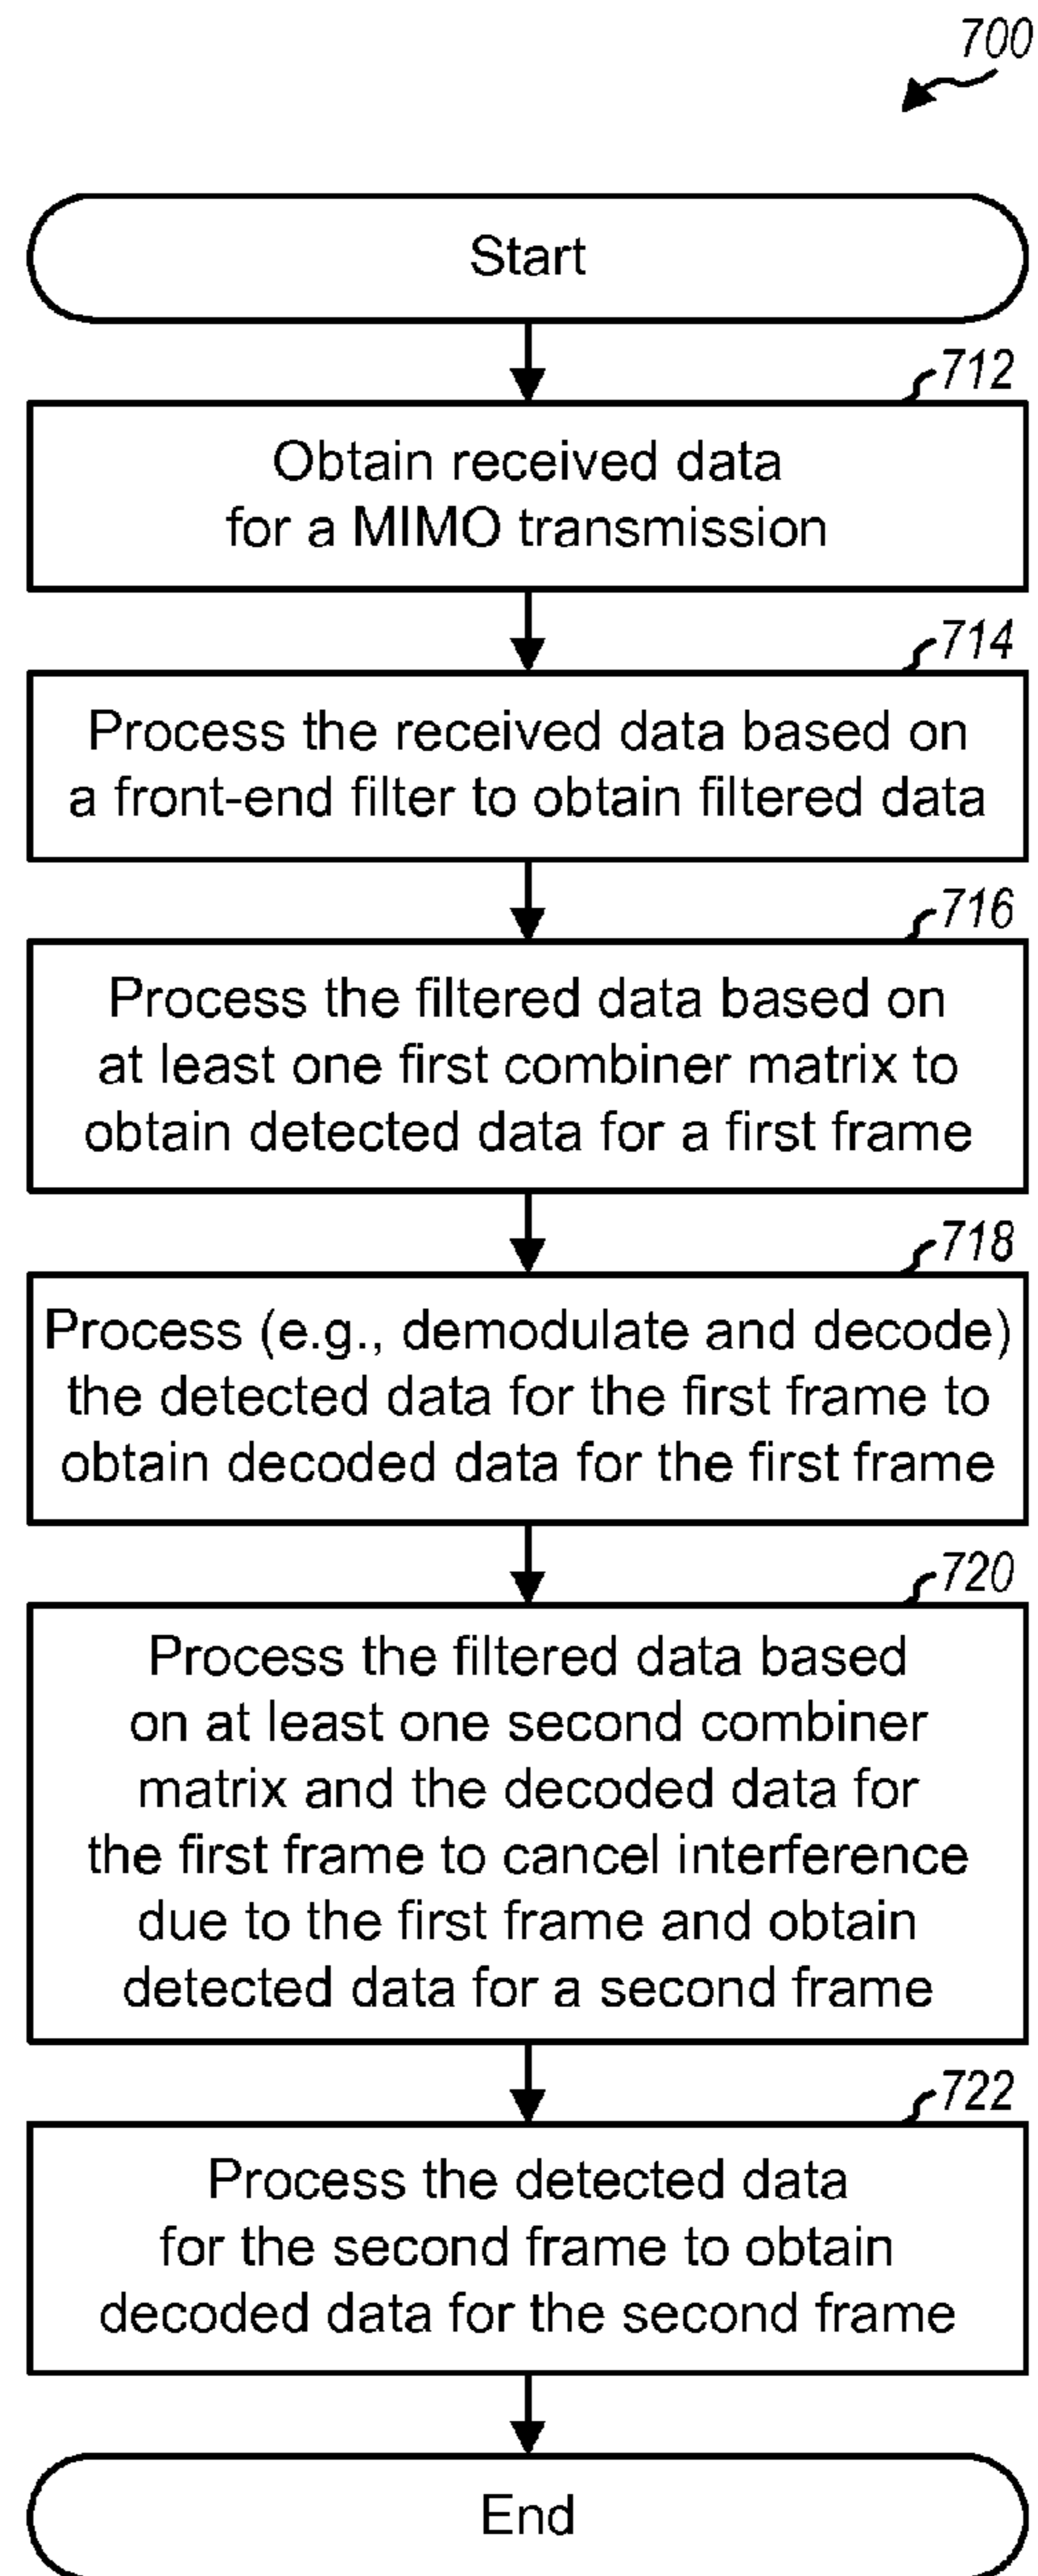 700
Start
712
Obtain received data
for a MIMO transmission
714
Process the received data based on
a front-end filter to obtain filtered data
716
Process the filtered data based on
at least one first combiner matrix to
obtain detected data for a first frame
718
Process (e.g., demodulate and decode)
the detected data for the first frame to
obtain decoded data for the first frame
720
Process the filtered data based
on at least one second combiner
matrix and the decoded data for
the first frame to cancel interference
due to the first frame and obtain
detected data for a second frame
722
Process the detected data
for the second frame to obtain
decoded data for the second frame
End